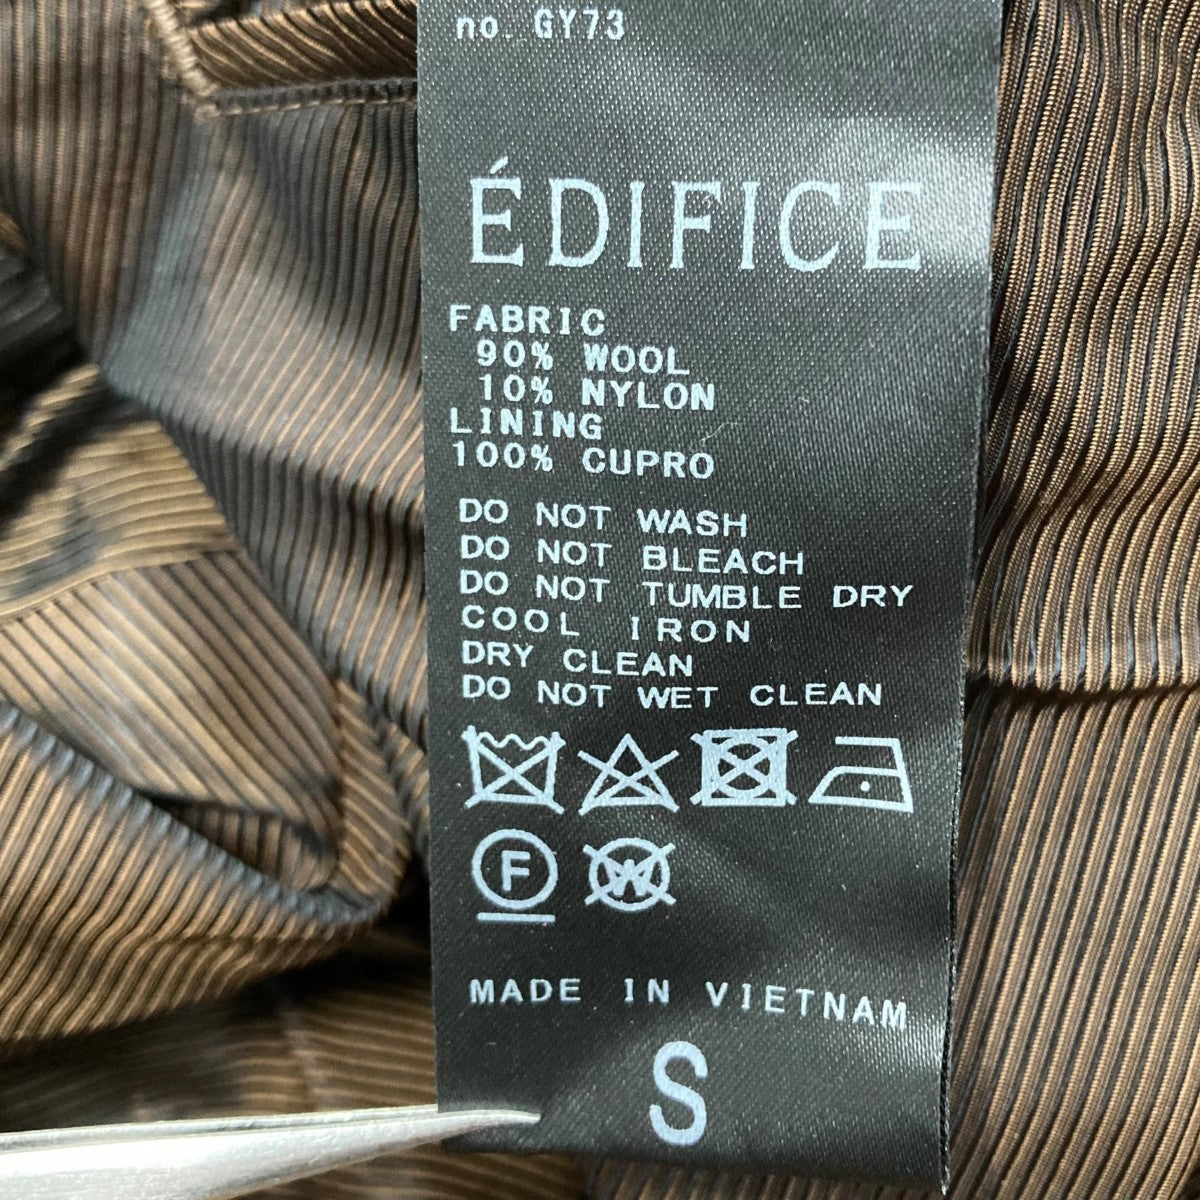 no. GY73
ÉDIFICE
FABRIC
90% WOOL
10% NYLON
LINING
100% CUPRO
DO NOT WASH
DO NOT BLEACH
DO NOT TUMBLE DRY
COOL IRON
DRY CLEAN
DO NOT WET CLEAN
F W
MADE IN VIETNAM
S